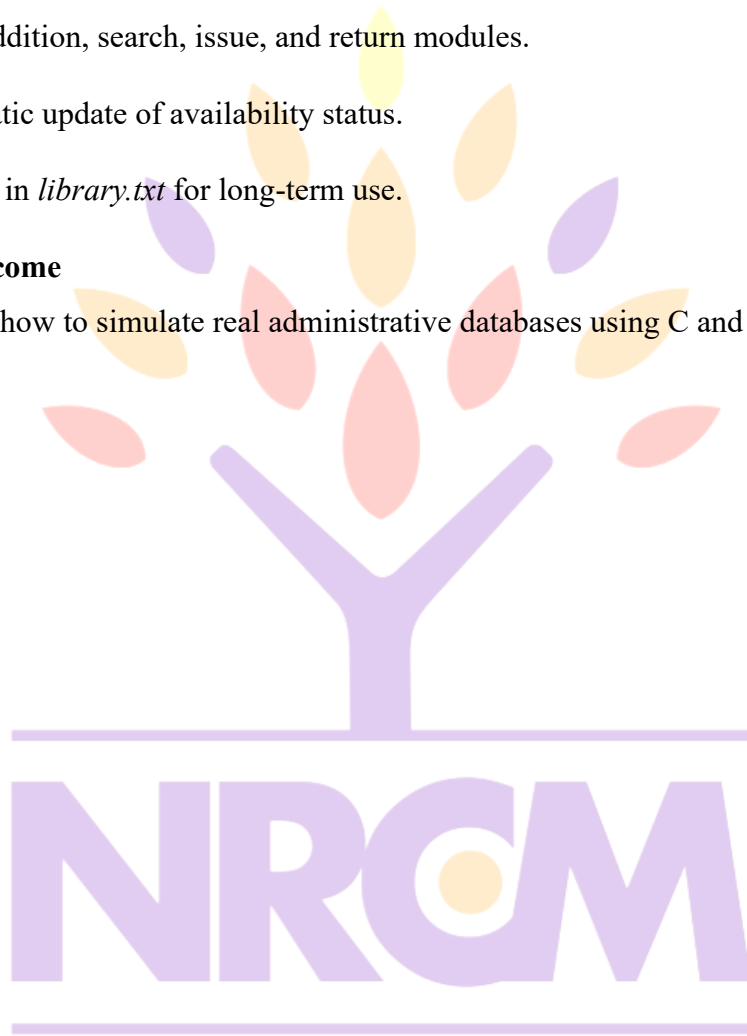 ddition, search, issue, and return modules.
tic update of availability status.
in library.txt for long-term use.
come
how to simulate real administrative databases using C and
NRCM